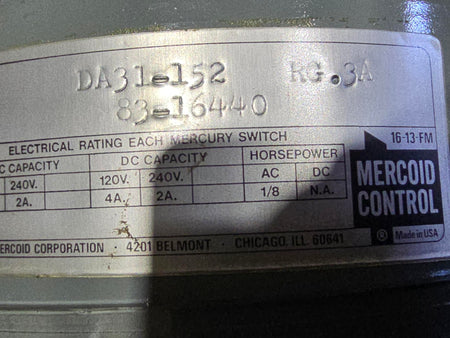 DA31-152 RG.3A
83-16440
ELECTRICAL RATING EACH MERCURY SWITCH 16-13-FM
C CAPACITY DC CAPACITY HORSEPOWER
240V. 120V. 240V. AC DC
2A. 4A. 2A. 1/8 N.A.
MERCOID
CONTROL
® Made in USA
ERCOID CORPORATION · 4201 BELMONT · CHICAGO, ILL. 60641